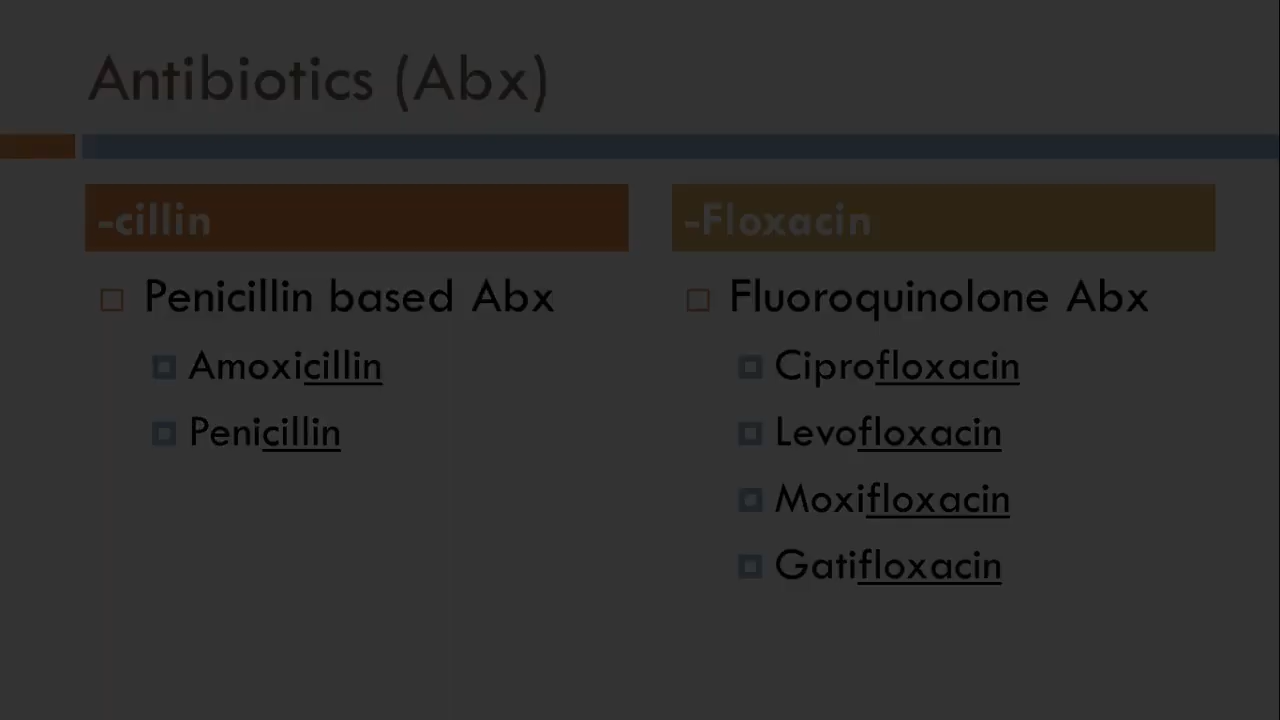 Antibiotics (Abx)
-cillin
Penicillin based Abx
Amoxicillin
Penicillin
-Floxacin
Fluoroquinolone Abx
Ciprofloxacin
Levofloxacin
Moxifloxacin
Gatifloxacin